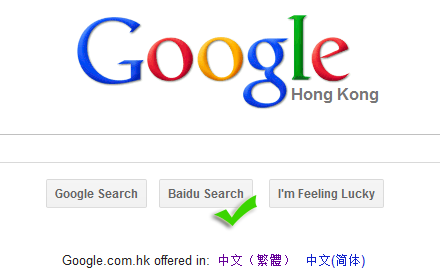 Google
Hong Kong
Google Search Baidu Search I'm Feeling Lucky
Google.com.hk offered in: 中文（繁體） 中文(简体)